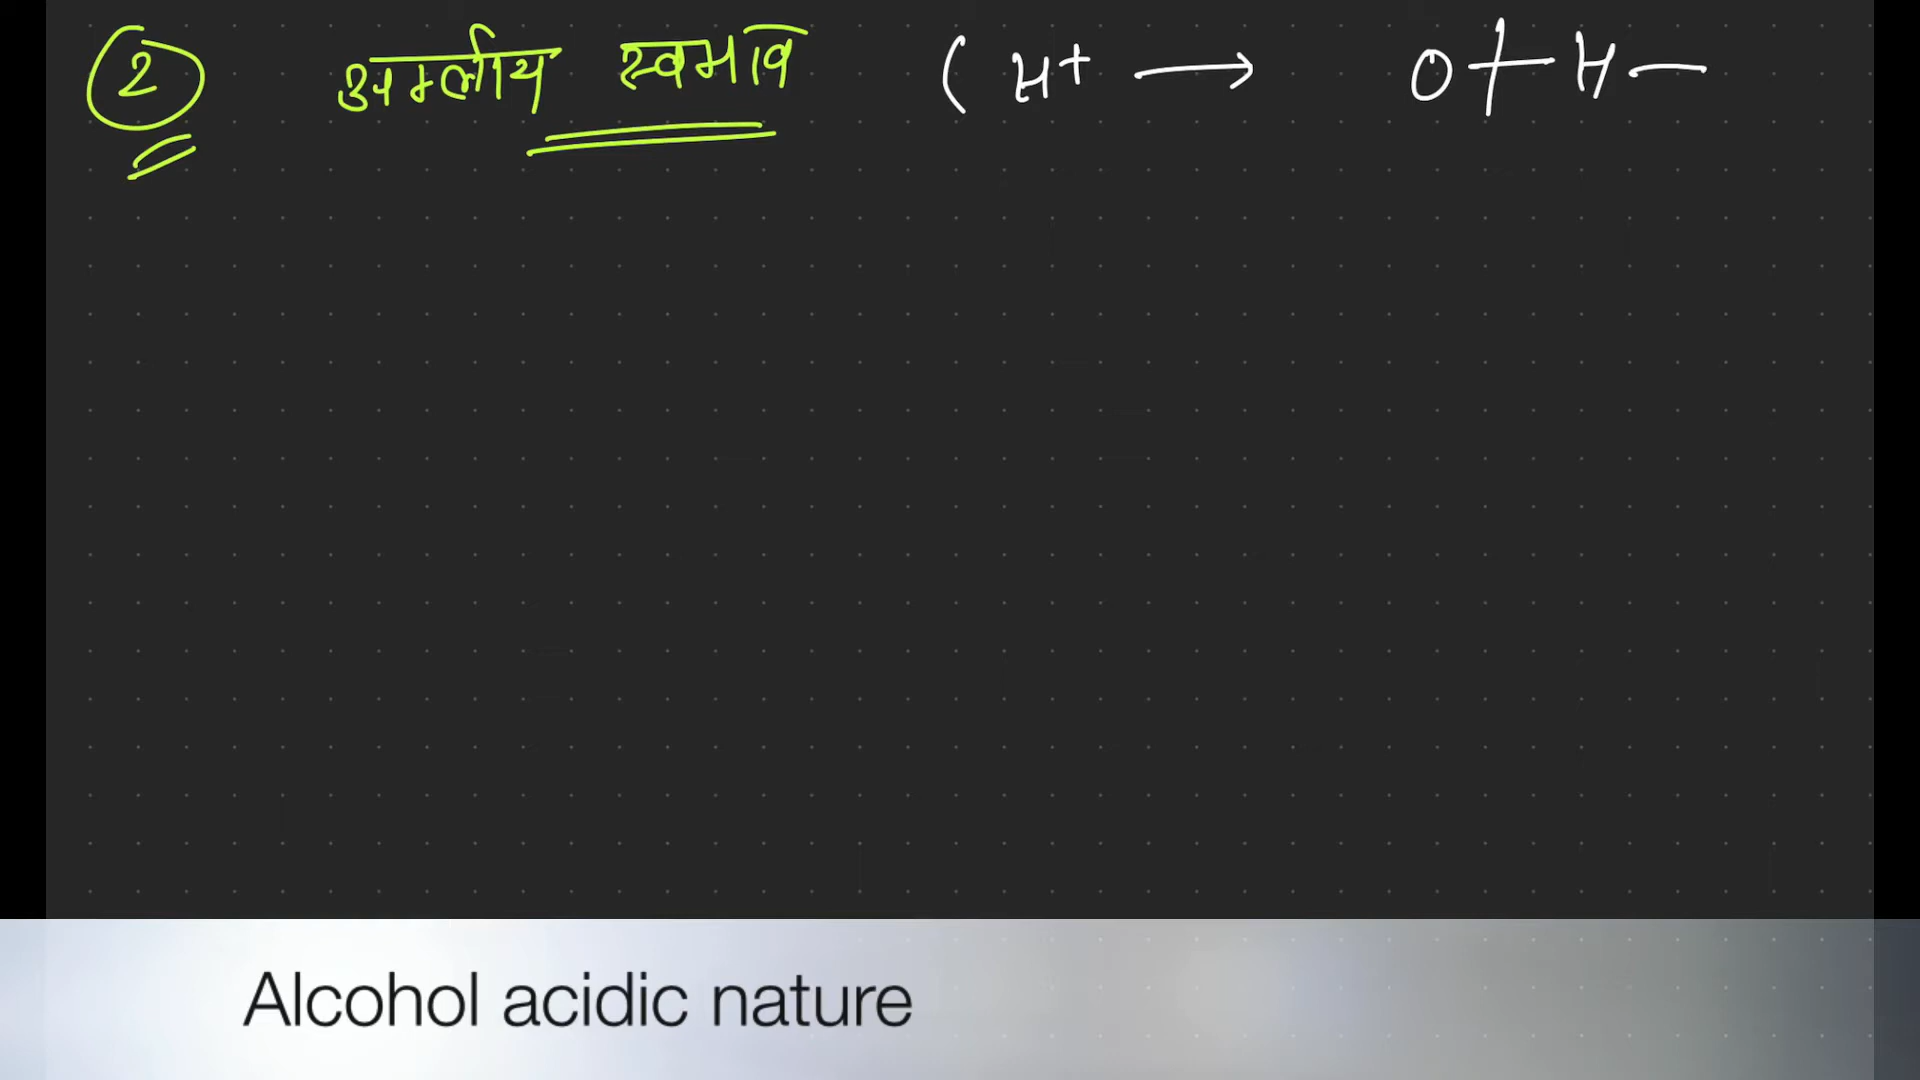 2 अम्लीय स्वभाव ( H+ → O-H-
Alcohol acidic nature